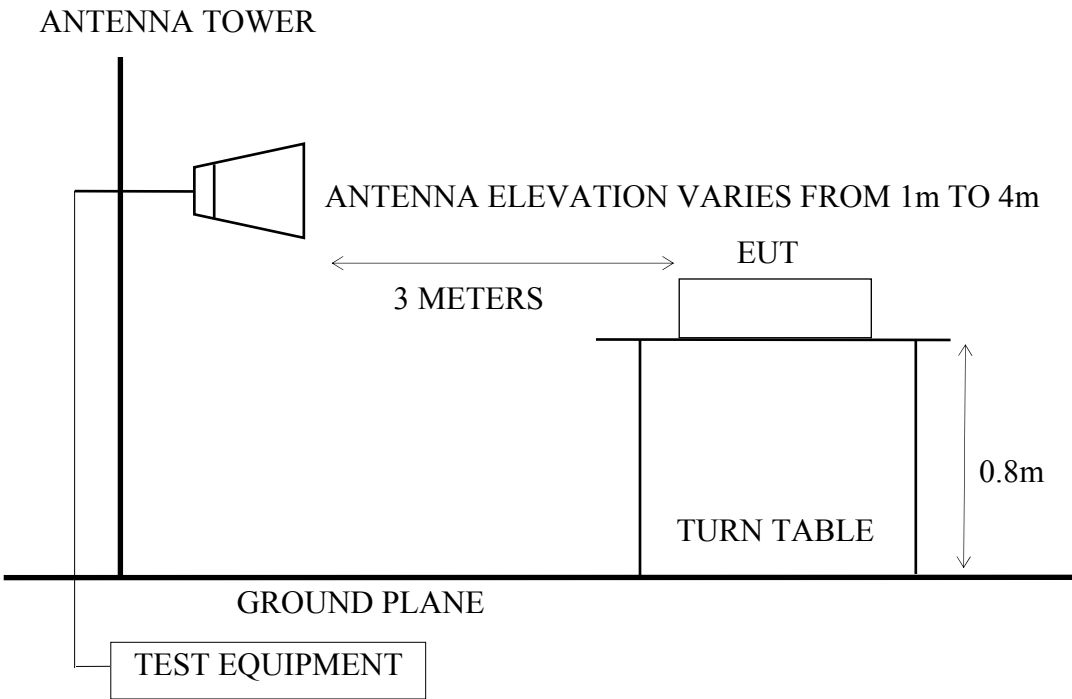 ANTENNA TOWER
ANTENNA ELEVATION VARIES FROM 1m TO 4m
EUT
3 METERS
0.8m
TURN TABLE
GROUND PLANE
TEST EQUIPMENT